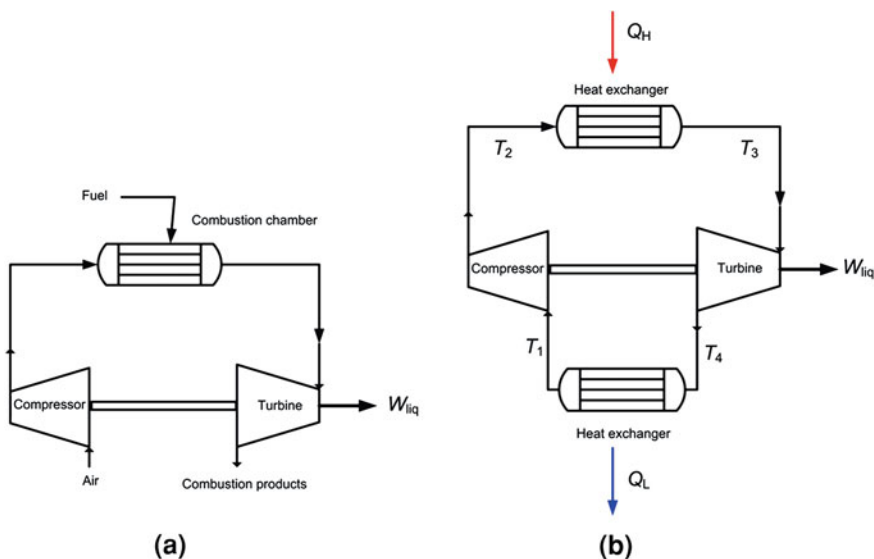 Fuel
Combustion chamber
Compressor
Turbine
W_liq
Air
Combustion products
(a)
Q_H
Heat exchanger
T_2
T_3
Compressor
Turbine
W_liq
T_1
T_4
Heat exchanger
Q_L
(b)